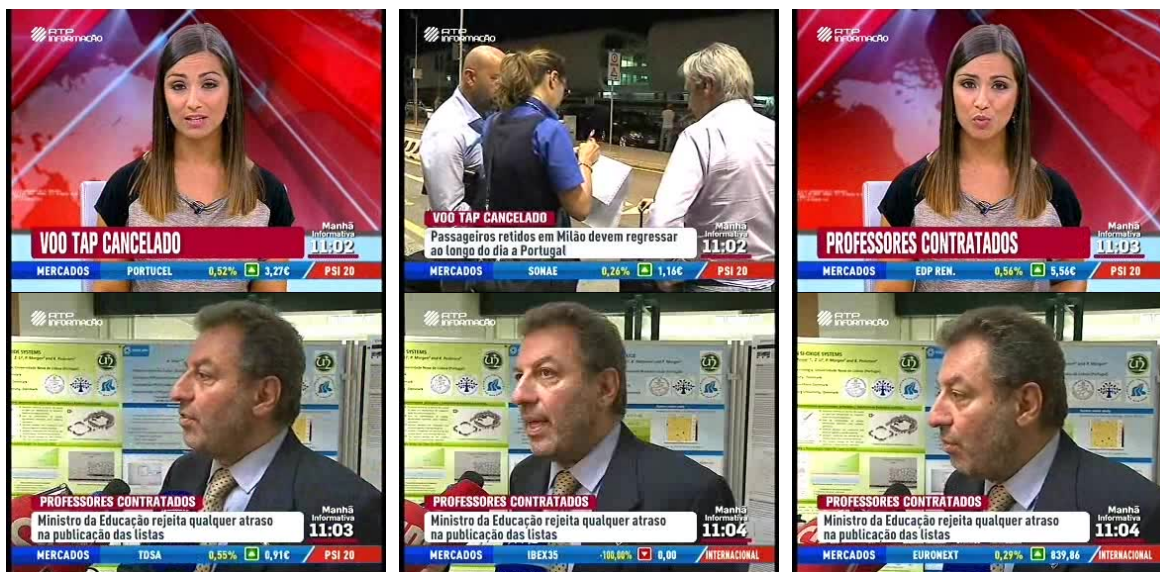 RTP
INFORMAÇÃO
VOO TAP CANCELADO
Manhã
Informativa
11:02
MERCADOS PORTUCEL 0,52% 3,27€ PSI 20
RTP
INFORMAÇÃO
VOO TAP CANCELADO
Passageiros retidos em Milão devem regressar
ao longo do dia a Portugal
Manhã
Informativa
11:02
MERCADOS SONAE 0,26% 1,16€ PSI 20
RTP
INFORMAÇÃO
PROFESSORES CONTRATADOS
Manhã
Informativa
11:03
MERCADOS EDP REN. 0,56% 5,56€ PSI 20
RTP
INFORMAÇÃO
PROFESSORES CONTRATADOS
Ministro da Educação rejeita qualquer atraso
na publicação das listas
Manhã
Informativa
11:03
MERCADOS TDSA 0,55% 0,91€ PSI 20
RTP
INFORMAÇÃO
PROFESSORES CONTRATADOS
Ministro da Educação rejeita qualquer atraso
na publicação das listas
Manhã
Informativa
11:04
MERCADOS IBEX35 -100,00% 0,00 INTERNACIONAL
RTP
INFORMAÇÃO
PROFESSORES CONTRATADOS
Ministro da Educação rejeita qualquer atraso
na publicação das listas
Manhã
Informativa
11:04
MERCADOS EURONEXT 0,29% 839,86 INTERNACIONAL